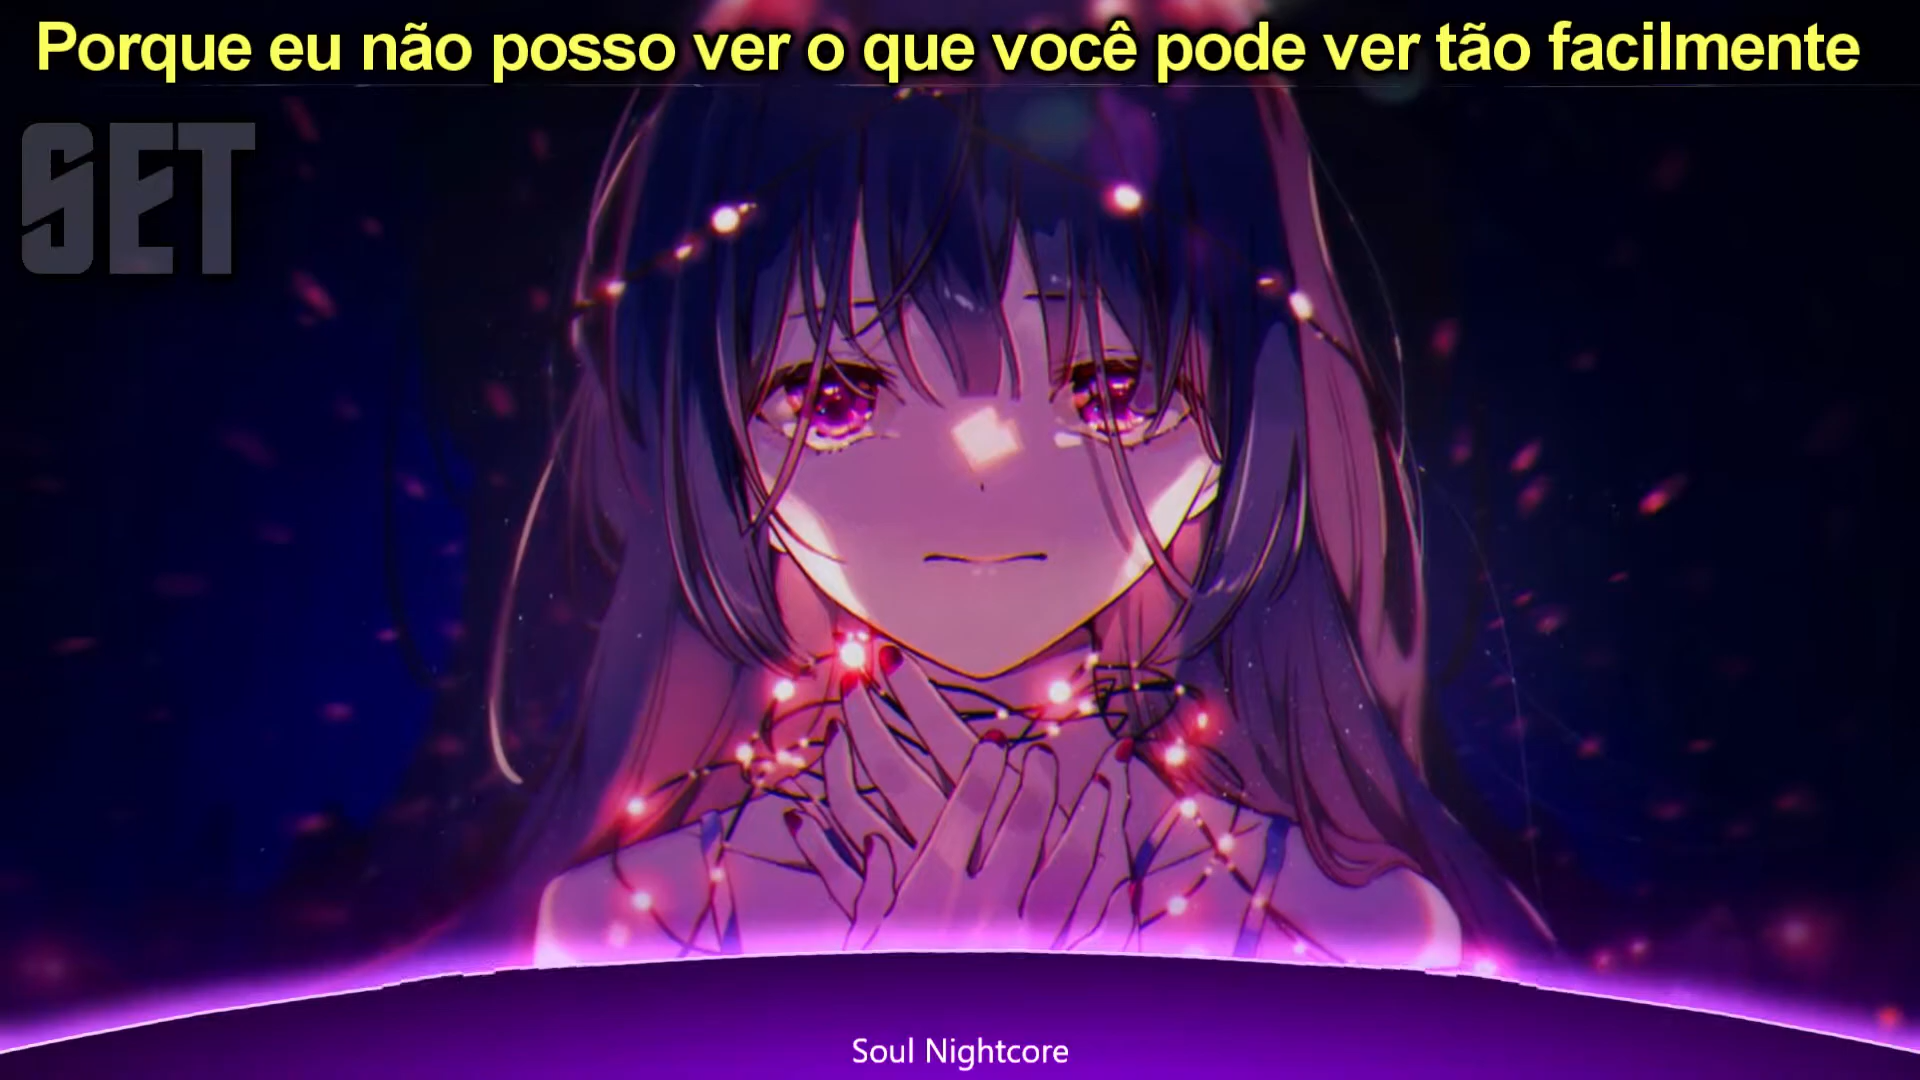 Porque eu não posso ver o que você pode ver tão facilmente
SET
Soul Nightcore